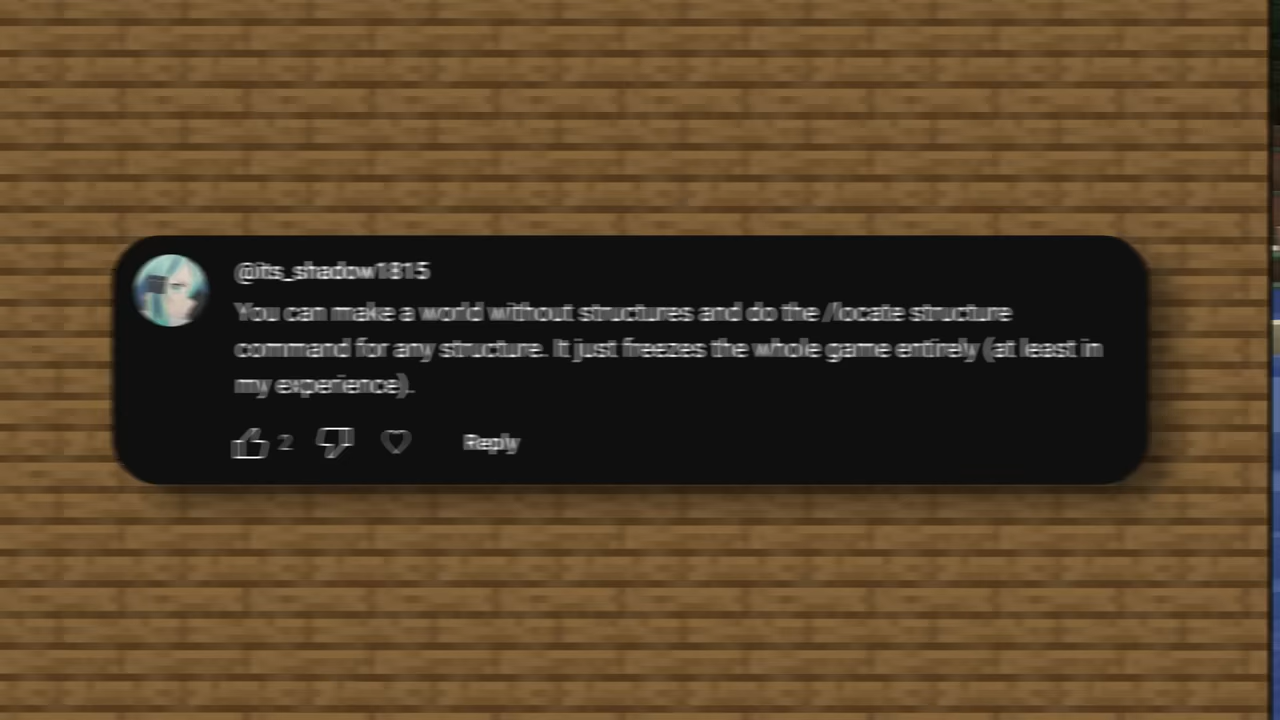 @its_shadow1815
You can make a world without structures and do the /locate structure
command for any structure. It just freezes the whole game entirely (at least in
my experience).
2 Reply